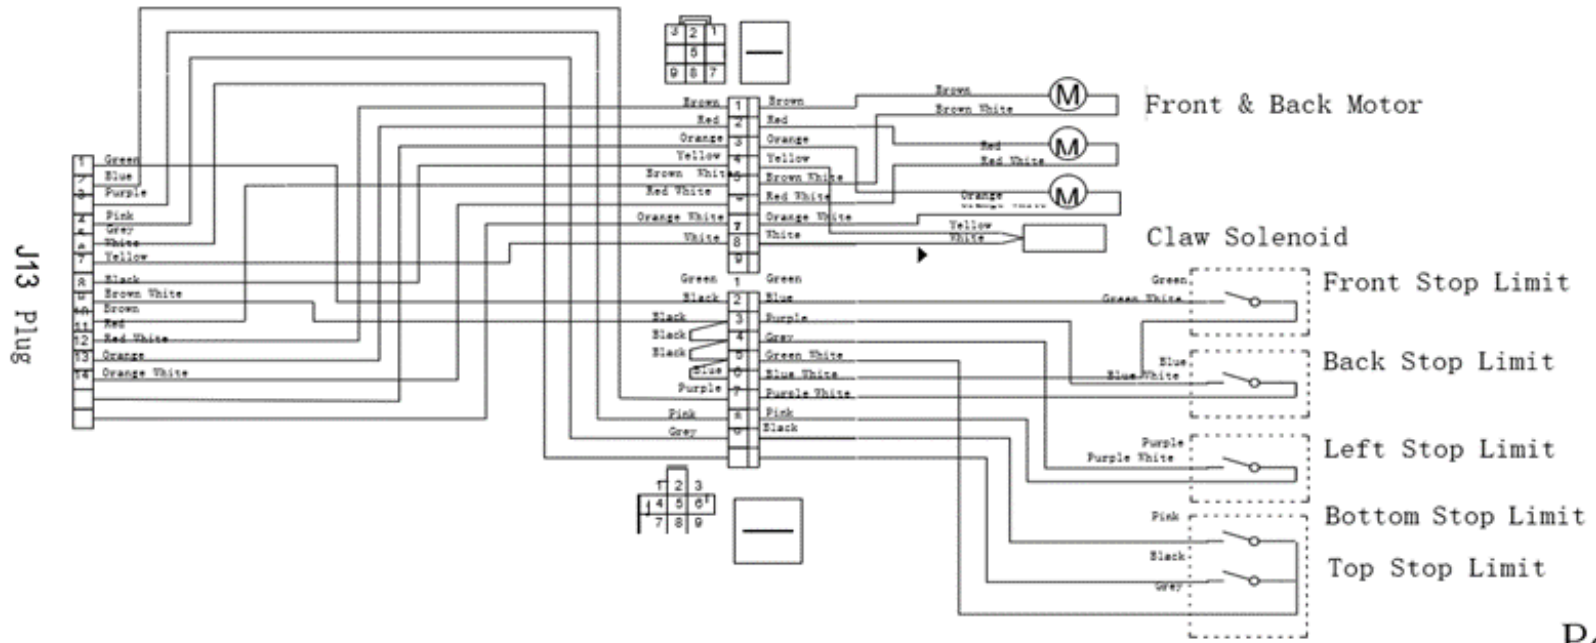 3 2 1
5
9 8 7
J13 Plug
1 Green
2 Blue
3 Purple
4 Pink
5 Grey
6 White
7 Yellow
8 Black
9 Brown White
10 Brown
11 Red
12 Red White
13 Orange
14 Orange White
Brown 1 Brown
Red 2 Red
Orange 3 Orange
Yellow 4 Yellow
Brown White 5 Brown White
Red White Red White
Orange White 7 Orange White
White 8 White
9
Green 1 Green
Black 2 Blue
Black 3 Purple
Black 4 Grey
Black 5 Green White
Blue 6 Blue White
Purple 7 Purple White
Pink 8 Pink
Grey 9 Black
1 2 3
4 5 6
7 8 9
Brown M
Brown White
Front & Back Motor
Red M
Red White
Orange M
Yellow
White
Claw Solenoid
Green
Green White
Front Stop Limit
Blue
Blue White
Back Stop Limit
Purple
Purple White
Left Stop Limit
Pink
Bottom Stop Limit
Black
Grey
Top Stop Limit